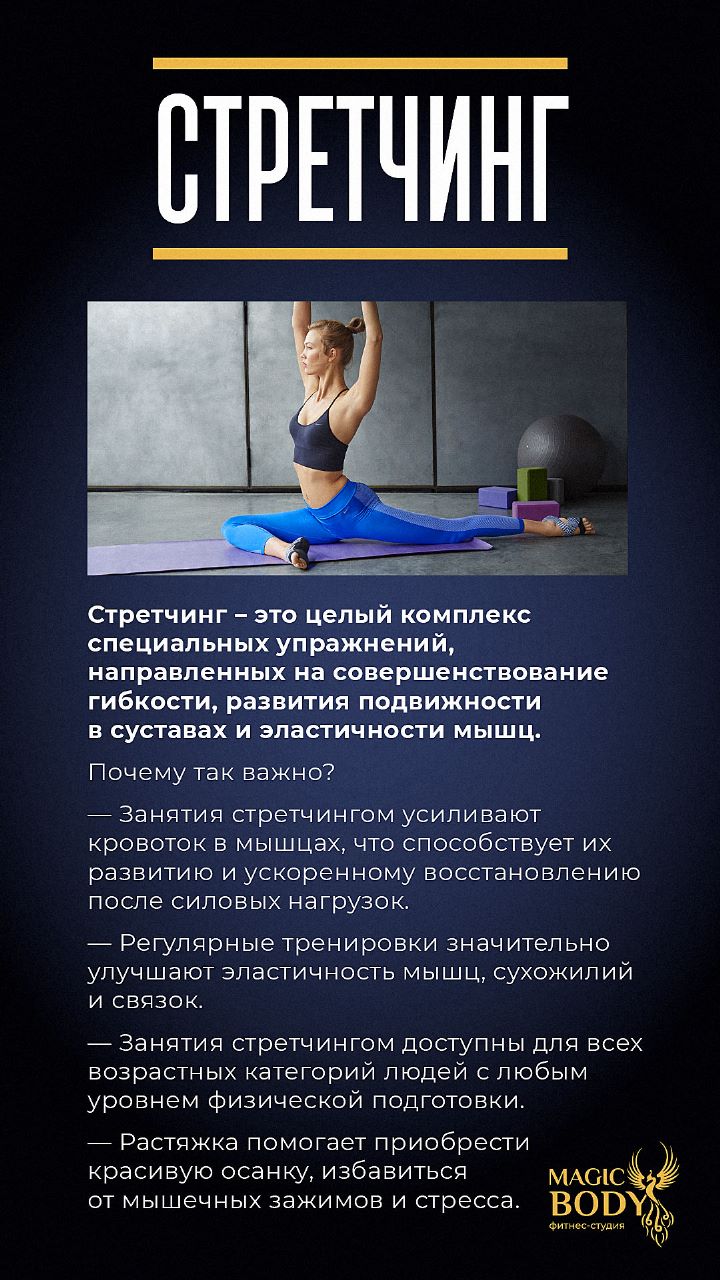 СТРЕТЧИНГ
Стретчинг – это целый комплекс
специальных упражнений,
направленных на совершенствование
гибкости, развития подвижности
в суставах и эластичности мышц.
Почему так важно?
— Занятия стретчингом усиливают
кровоток в мышцах, что способствует их
развитию и ускоренному восстановлению
после силовых нагрузок.
— Регулярные тренировки значительно
улучшают эластичность мышц, сухожилий
и связок.
— Занятия стретчингом доступны для всех
возрастных категорий людей с любым
уровнем физической подготовки.
— Растяжка помогает приобрести
красивую осанку, избавиться
от мышечных зажимов и стресса.
MAGIC
BODY
фитнес-студия